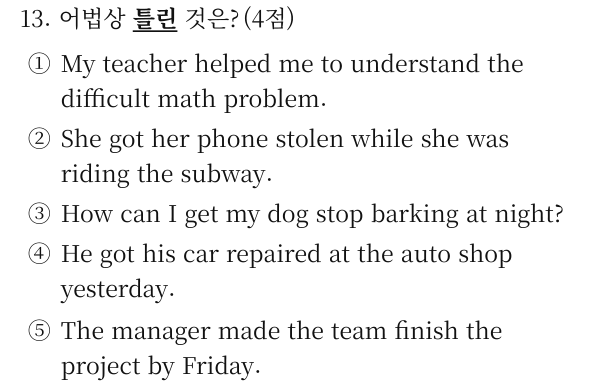 13. 어법상 틀린 것은? (4점)
① My teacher helped me to understand the
difficult math problem.
② She got her phone stolen while she was
riding the subway.
③ How can I get my dog stop barking at night?
④ He got his car repaired at the auto shop
yesterday.
⑤ The manager made the team finish the
project by Friday.